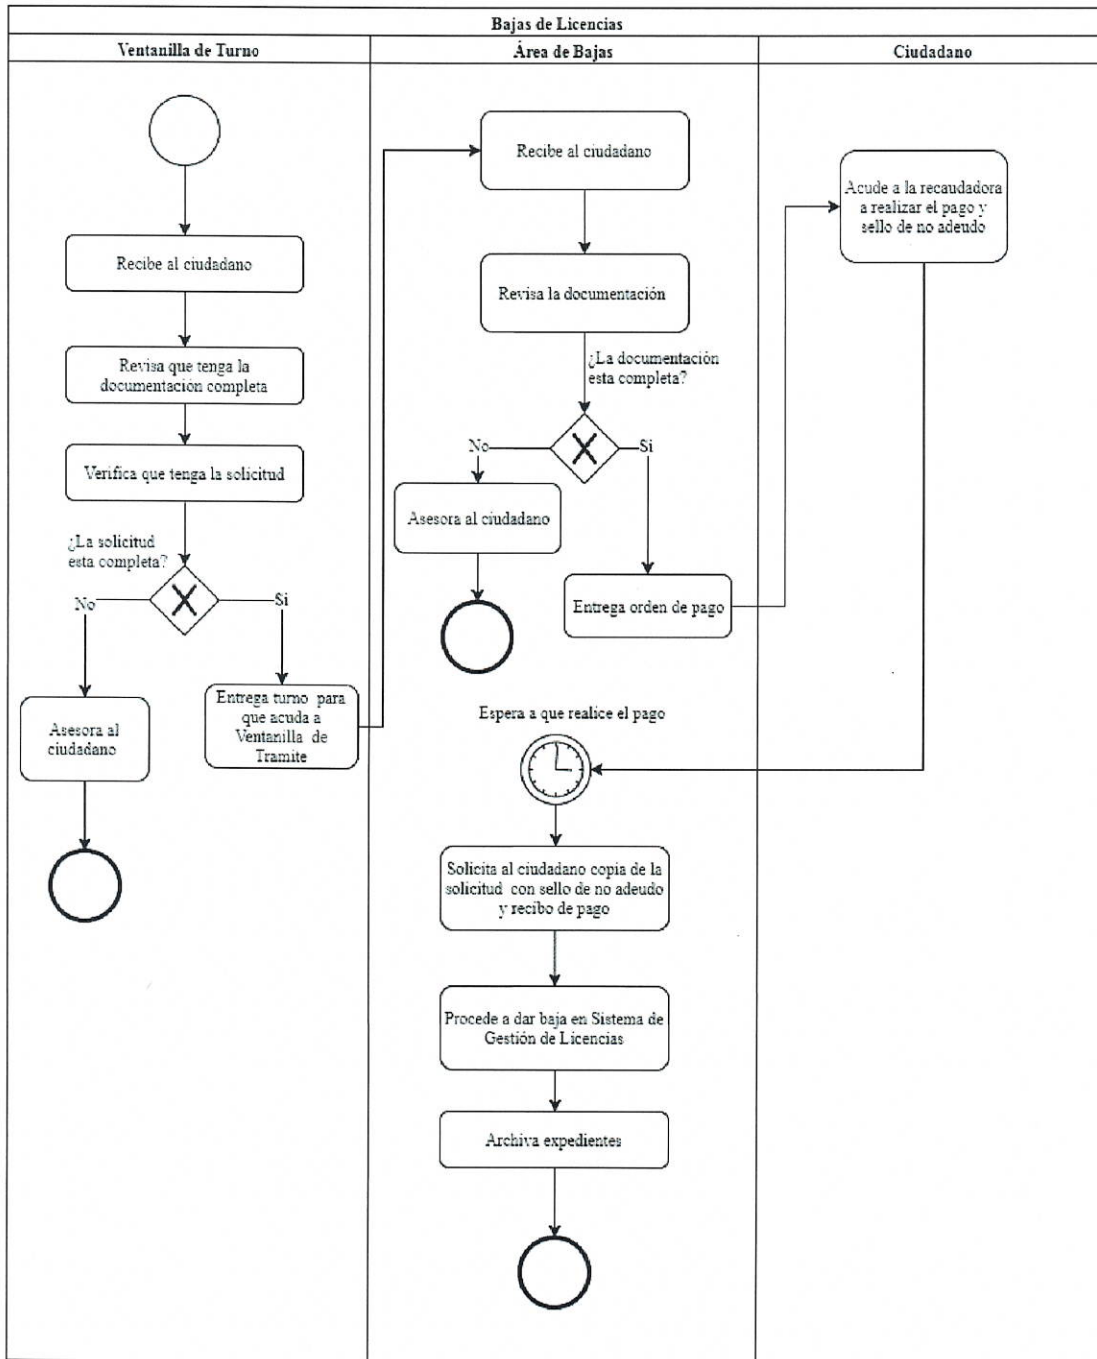 Bajas de Licencias
Ventanilla de Turno
Área de Bajas
Ciudadano
Recibe al ciudadano
Revisa que tenga la
documentación completa
Verifica que tenga la solicitud
¿La solicitud
esta completa?
No
Si
Asesora al
ciudadano
Entrega turno para
que acuda a
Ventanilla de
Tramite
Recibe al ciudadano
Revisa la documentación
¿La documentación
esta completa?
No
Si
Asesora al ciudadano
Entrega orden de pago
Acude a la recaudadora
a realizar el pago y
sello de no adeudo
Espera a que realice el pago
Solicita al ciudadano copia de la
solicitud con sello de no adeudo
y recibo de pago
Procede a dar baja en Sistema de
Gestión de Licencias
Archiva expedientes